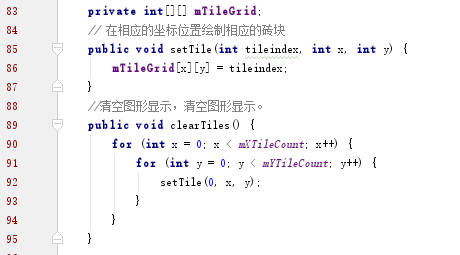 83 private int[][] mTileGrid;
84 // 在相应的坐标位置绘制相应的砖块
85 public void setTile(int tileindex, int x, int y) {
86 mTileGrid[x][y] = tileindex;
87 }
88 //清空图形显示，清空图形显示。
89 public void clearTiles() {
90 for (int x = 0; x < mXTileCount; x++) {
91 for (int y = 0; y < mYTileCount; y++) {
92 setTile(0, x, y);
93 }
94 }
95 }